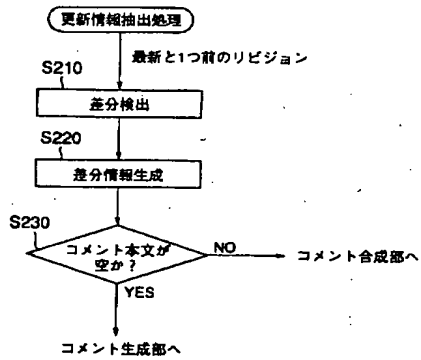 更新情報抽出処理
最新と1つ前のリビジョン
S210
差分検出
S220
差分情報生成
S230
コメント本文が
空か?
NO
コメント合成部へ
YES
コメント生成部へ